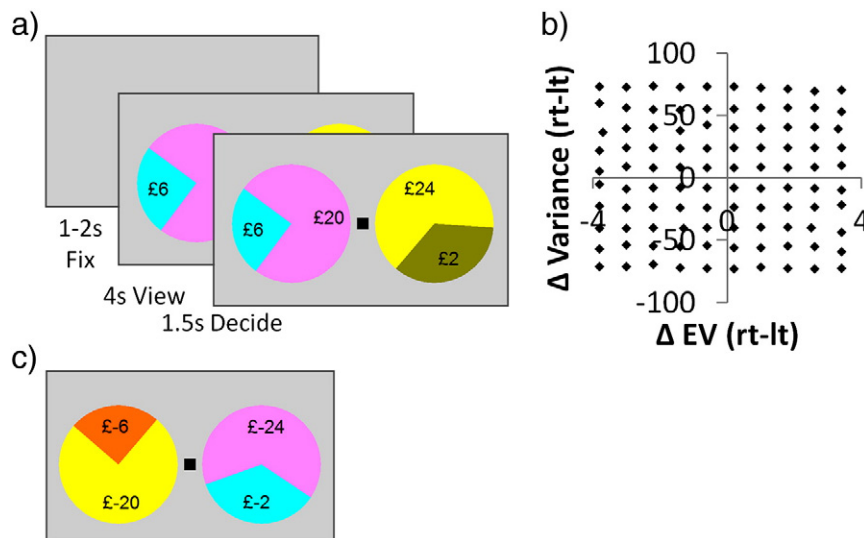 a)
£6
£6
£20
£24
£2
1-2s
Fix
4s View
1.5s Decide
b)
100
50
0
-50
-100
-4
0
4
Δ Variance (rt-lt)
Δ EV (rt-lt)
c)
£-6
£-20
£-24
£-2